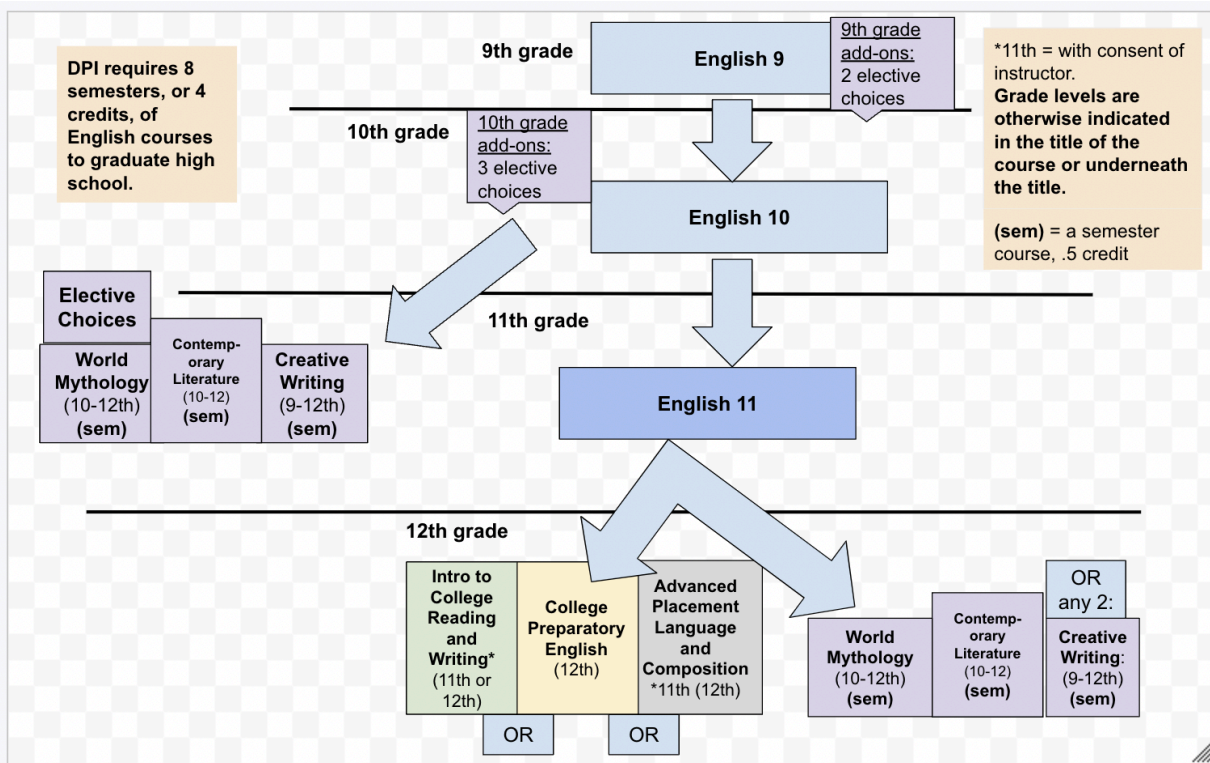 DPI requires 8
semesters, or 4
credits, of
English courses
to graduate high
school.
9th grade
English 9
9th grade
add-ons:
2 elective
choices
*11th = with consent of
instructor.
Grade levels are
otherwise indicated
in the title of the
course or underneath
the title.
(sem) = a semester
course, .5 credit
10th grade
10th grade
add-ons:
3 elective
choices
English 10
11th grade
Elective
Choices
World
Mythology
(10-12th)
(sem)
Contemp-
orary
Literature
(10-12)
(sem)
Creative
Writing
(9-12th)
(sem)
English 11
12th grade
Intro to
College
Reading
and
Writing*
(11th or
12th)
OR
College
Preparatory
English
(12th)
OR
Advanced
Placement
Language
and
Composition
*11th (12th)
OR
any 2:
World
Mythology
(10-12th)
(sem)
Contemp-
orary
Literature
(10-12)
(sem)
Creative
Writing:
(9-12th)
(sem)